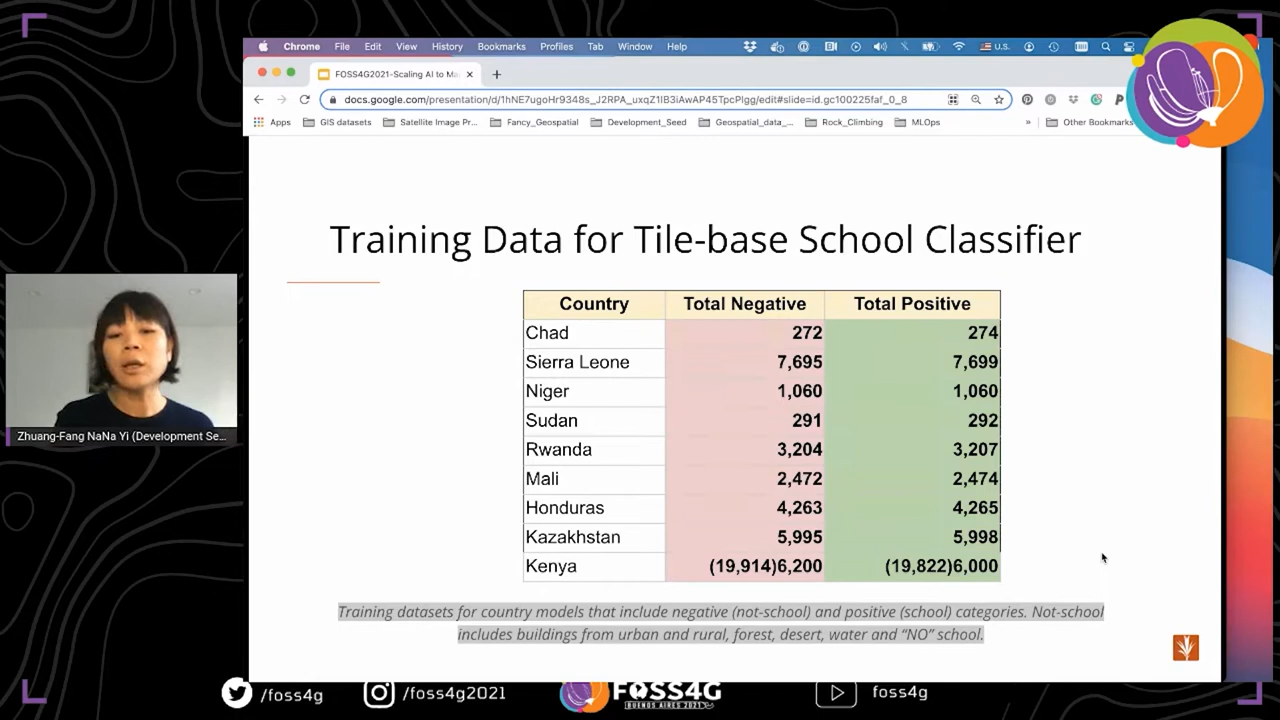 Chrome File Edit View History Bookmarks Profiles Tab Window Help U.S.
FOSS4G2021-Scaling AI to Ma
docs.google.com/presentation/d/1hNE7ugoHr9348s_J2RPA_uxqZ1IB3iAwAP45TpcPlgg/edit#slide=id.gc100225faf_0_8
Apps GIS datasets Satellite Image Pr... Fancy_Geospatial Development_Seed Geospatial_data_... Rock_Climbing MLOps » Other Bookmarks
Training Data for Tile-base School Classifier
Country Total Negative Total Positive
Chad 272 274
Sierra Leone 7,695 7,699
Niger 1,060 1,060
Sudan 291 292
Rwanda 3,204 3,207
Mali 2,472 2,474
Honduras 4,263 4,265
Kazakhstan 5,995 5,998
Kenya (19,914)6,200 (19,822)6,000
Training datasets for country models that include negative (not-school) and positive (school) categories. Not-school
includes buildings from urban and rural, forest, desert, water and “NO” school.
Zhuang-Fang NaNa Yi (Development Se...
/foss4g /foss4g2021 FOSS4G foss4g
BUENOS AIRES 2021